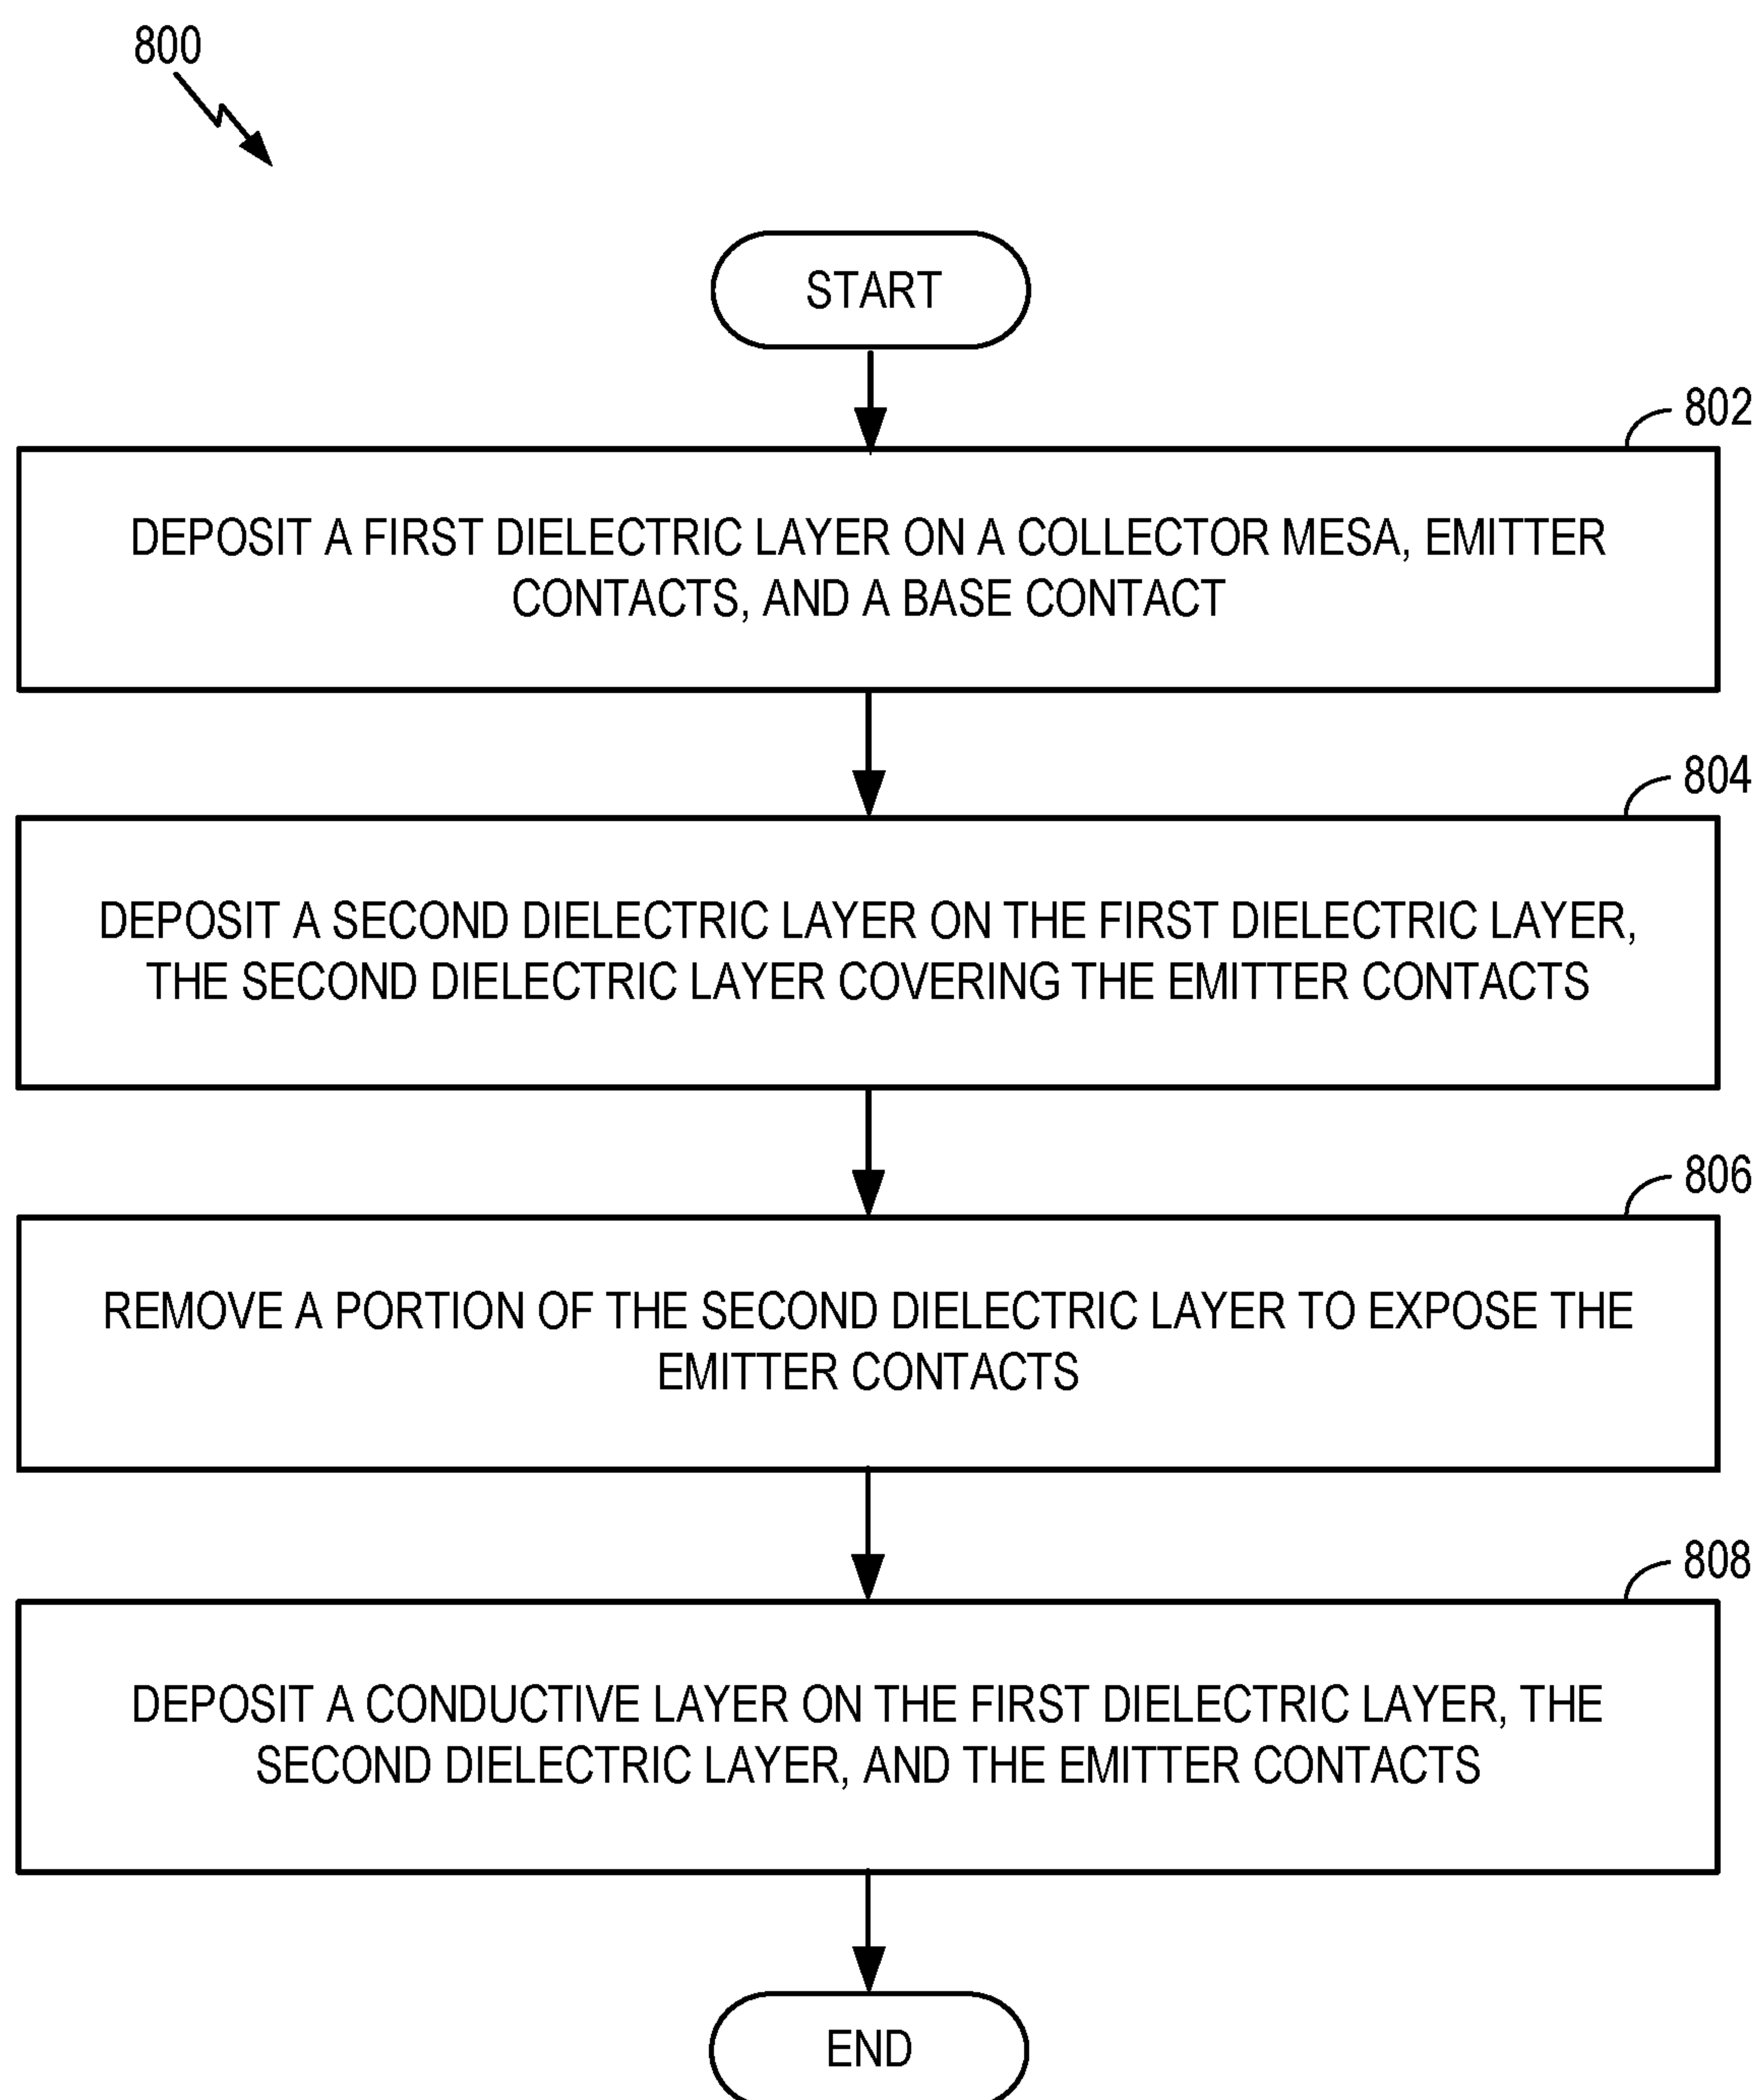 800
START
802
DEPOSIT A FIRST DIELECTRIC LAYER ON A COLLECTOR MESA, EMITTER
CONTACTS, AND A BASE CONTACT
804
DEPOSIT A SECOND DIELECTRIC LAYER ON THE FIRST DIELECTRIC LAYER,
THE SECOND DIELECTRIC LAYER COVERING THE EMITTER CONTACTS
806
REMOVE A PORTION OF THE SECOND DIELECTRIC LAYER TO EXPOSE THE
EMITTER CONTACTS
808
DEPOSIT A CONDUCTIVE LAYER ON THE FIRST DIELECTRIC LAYER, THE
SECOND DIELECTRIC LAYER, AND THE EMITTER CONTACTS
END